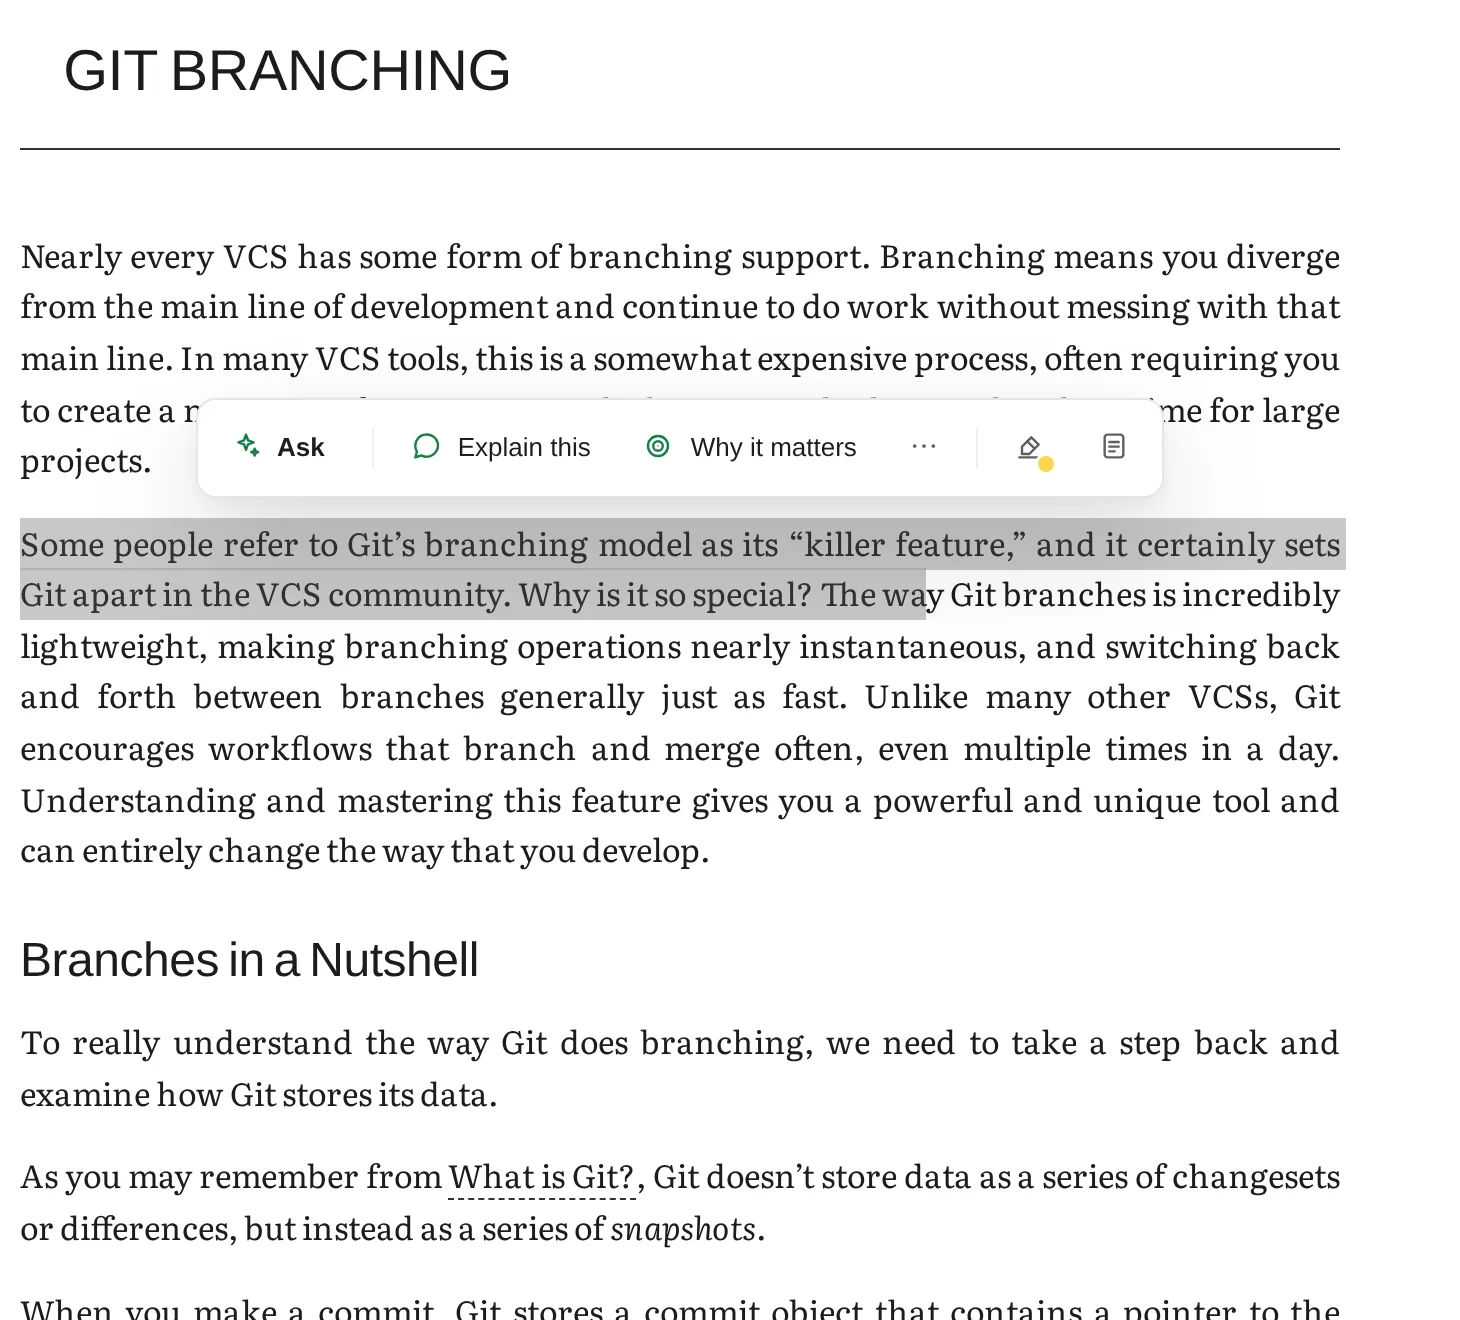 GIT BRANCHING
Nearly every VCS has some form of branching support. Branching means you diverge
from the main line of development and continue to do work without messing with that
main line. In many VCS tools, this is a somewhat expensive process, often requiring you
to create a for large
projects.
Ask Explain this Why it matters ···
Some people refer to Git’s branching model as its “killer feature,” and it certainly sets
Git apart in the VCS community. Why is it so special? The way Git branches is incredibly
lightweight, making branching operations nearly instantaneous, and switching back
and forth between branches generally just as fast. Unlike many other VCSs, Git
encourages workflows that branch and merge often, even multiple times in a day.
Understanding and mastering this feature gives you a powerful and unique tool and
can entirely change the way that you develop.
Branches in a Nutshell
To really understand the way Git does branching, we need to take a step back and
examine how Git stores its data.
As you may remember from What is Git?, Git doesn’t store data as a series of changesets
or differences, but instead as a series of snapshots.
When you make a commit, Git stores a commit object that contains a pointer to the